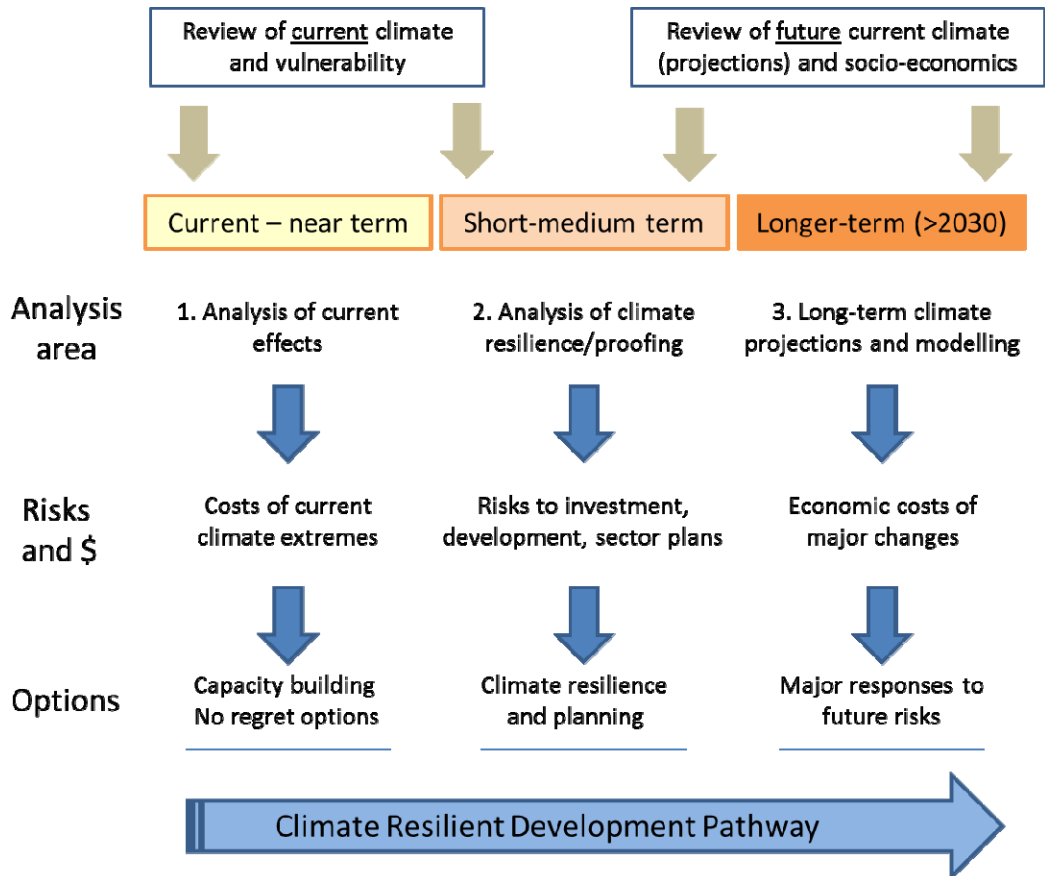 Review of current climate
and vulnerability
Review of future current climate
(projections) and socio-economics
Current – near term
Short-medium term
Longer-term (>2030)
Analysis
area
1. Analysis of current
effects
2. Analysis of climate
resilience/proofing
3. Long-term climate
projections and modelling
Risks
and $
Costs of current
climate extremes
Risks to investment,
development, sector plans
Economic costs of
major changes
Options
Capacity building
No regret options
Climate resilience
and planning
Major responses to
future risks
Climate Resilient Development Pathway